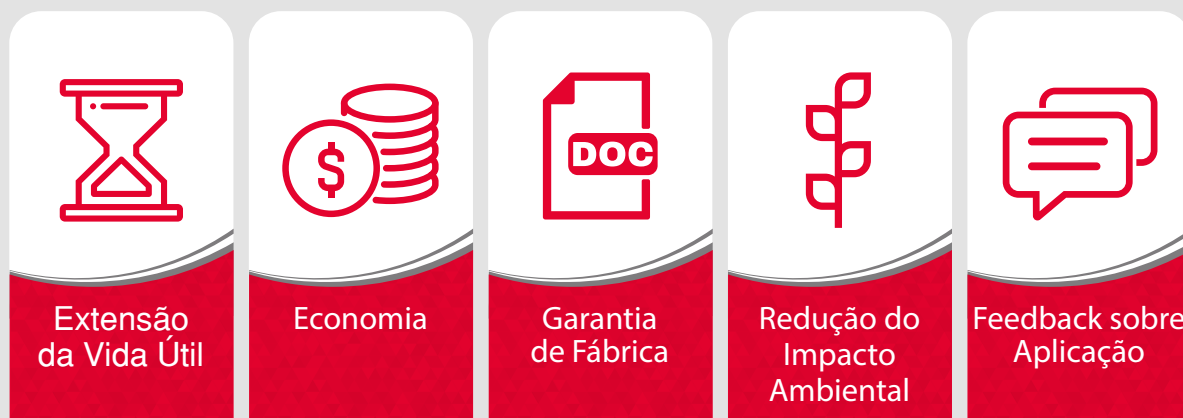 $
DOC
Extensão
da Vida Útil
Economia
Garantia
de Fábrica
Redução do
Impacto
Ambiental
Feedback sobre
Aplicação